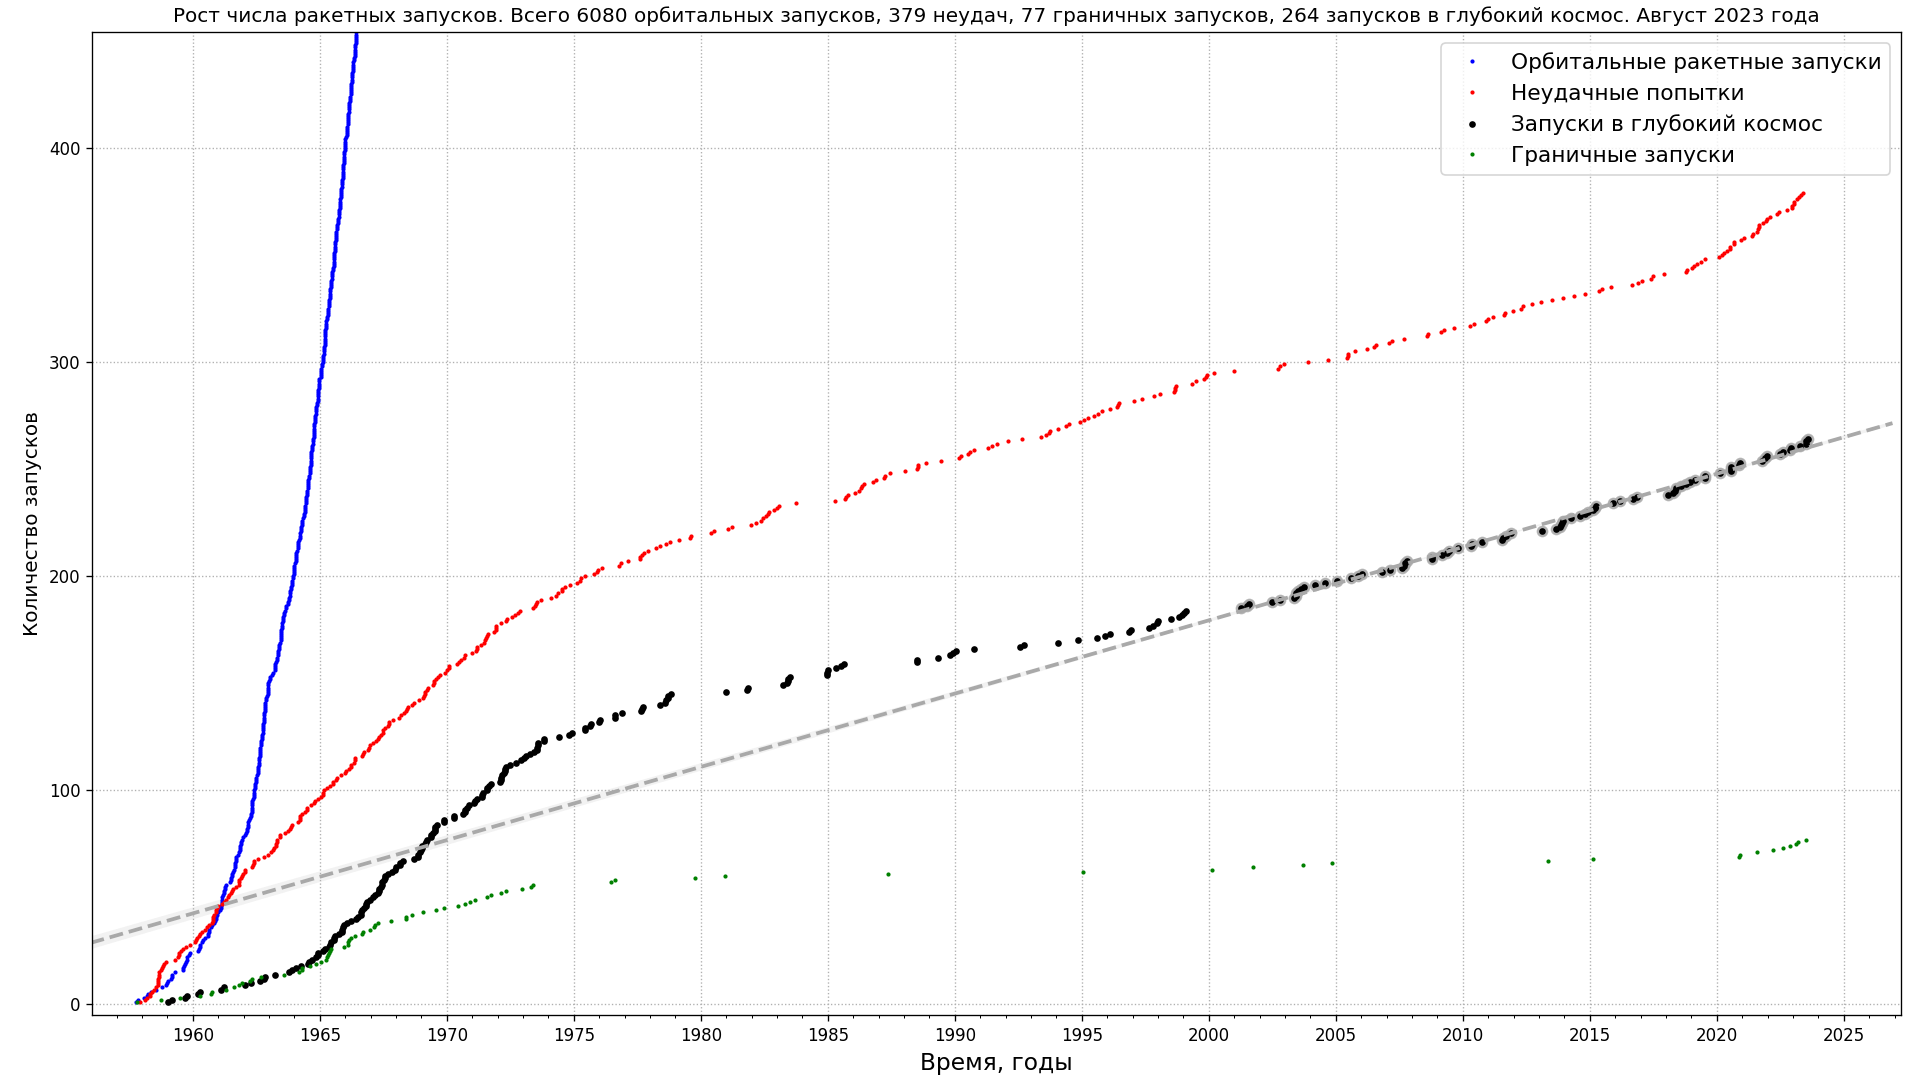 Рост числа ракетных запусков. Всего 6080 орбитальных запусков, 379 неудач, 77 граничных запусков, 264 запусков в глубокий космос. Август 2023 года
Орбитальные ракетные запуски
Неудачные попытки
Запуски в глубокий космос
Граничные запуски
Количество запусков
400
300
200
100
0
1960 1965 1970 1975 1980 1985 1990 1995 2000 2005 2010 2015 2020 2025
Время, годы